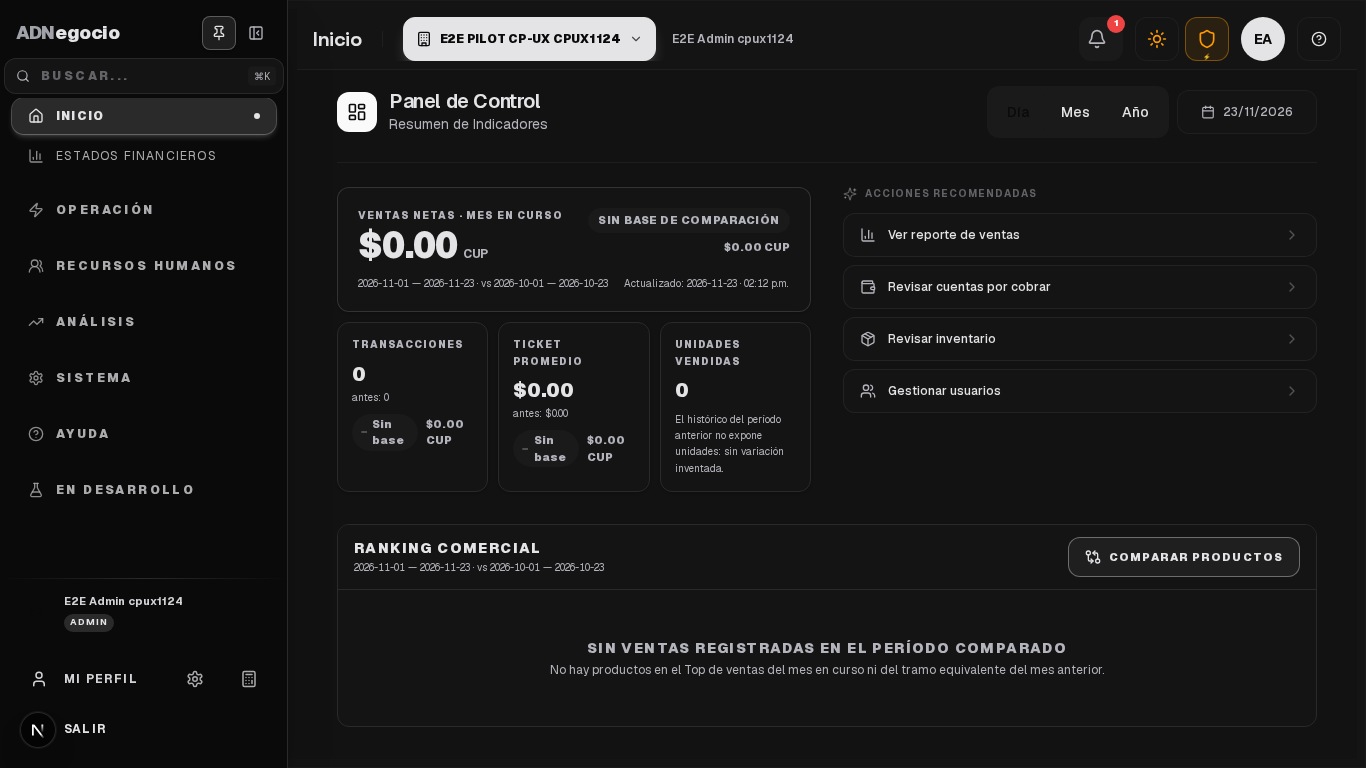 ADNegocio
BUSCAR...
⌘K
INICIO
ESTADOS FINANCIEROS
OPERACIÓN
RECURSOS HUMANOS
ANÁLISIS
SISTEMA
AYUDA
EN DESARROLLO
E2E Admin cpux1124
ADMIN
MI PERFIL
N
SALIR
Inicio
E2E PILOT CP-UX CPUX1124
E2E Admin cpux1124
1
EA
Panel de Control
Resumen de Indicadores
Día
Mes
Año
23/11/2026
VENTAS NETAS · MES EN CURSO
SIN BASE DE COMPARACIÓN
$0.00 CUP
$0.00 CUP
2026-11-01 — 2026-11-23 · vs 2026-10-01 — 2026-10-23
Actualizado: 2026-11-23 · 02:12 p.m.
TRANSACCIONES
0
antes: 0
— Sin base
$0.00 CUP
TICKET PROMEDIO
$0.00
antes: $0.00
— Sin base
$0.00 CUP
UNIDADES VENDIDAS
0
El histórico del período
anterior no expone
unidades: sin variación
inventada.
ACCIONES RECOMENDADAS
Ver reporte de ventas
Revisar cuentas por cobrar
Revisar inventario
Gestionar usuarios
RANKING COMERCIAL
2026-11-01 — 2026-11-23 · vs 2026-10-01 — 2026-10-23
COMPARAR PRODUCTOS
SIN VENTAS REGISTRADAS EN EL PERÍODO COMPARADO
No hay productos en el Top de ventas del mes en curso ni del tramo equivalente del mes anterior.